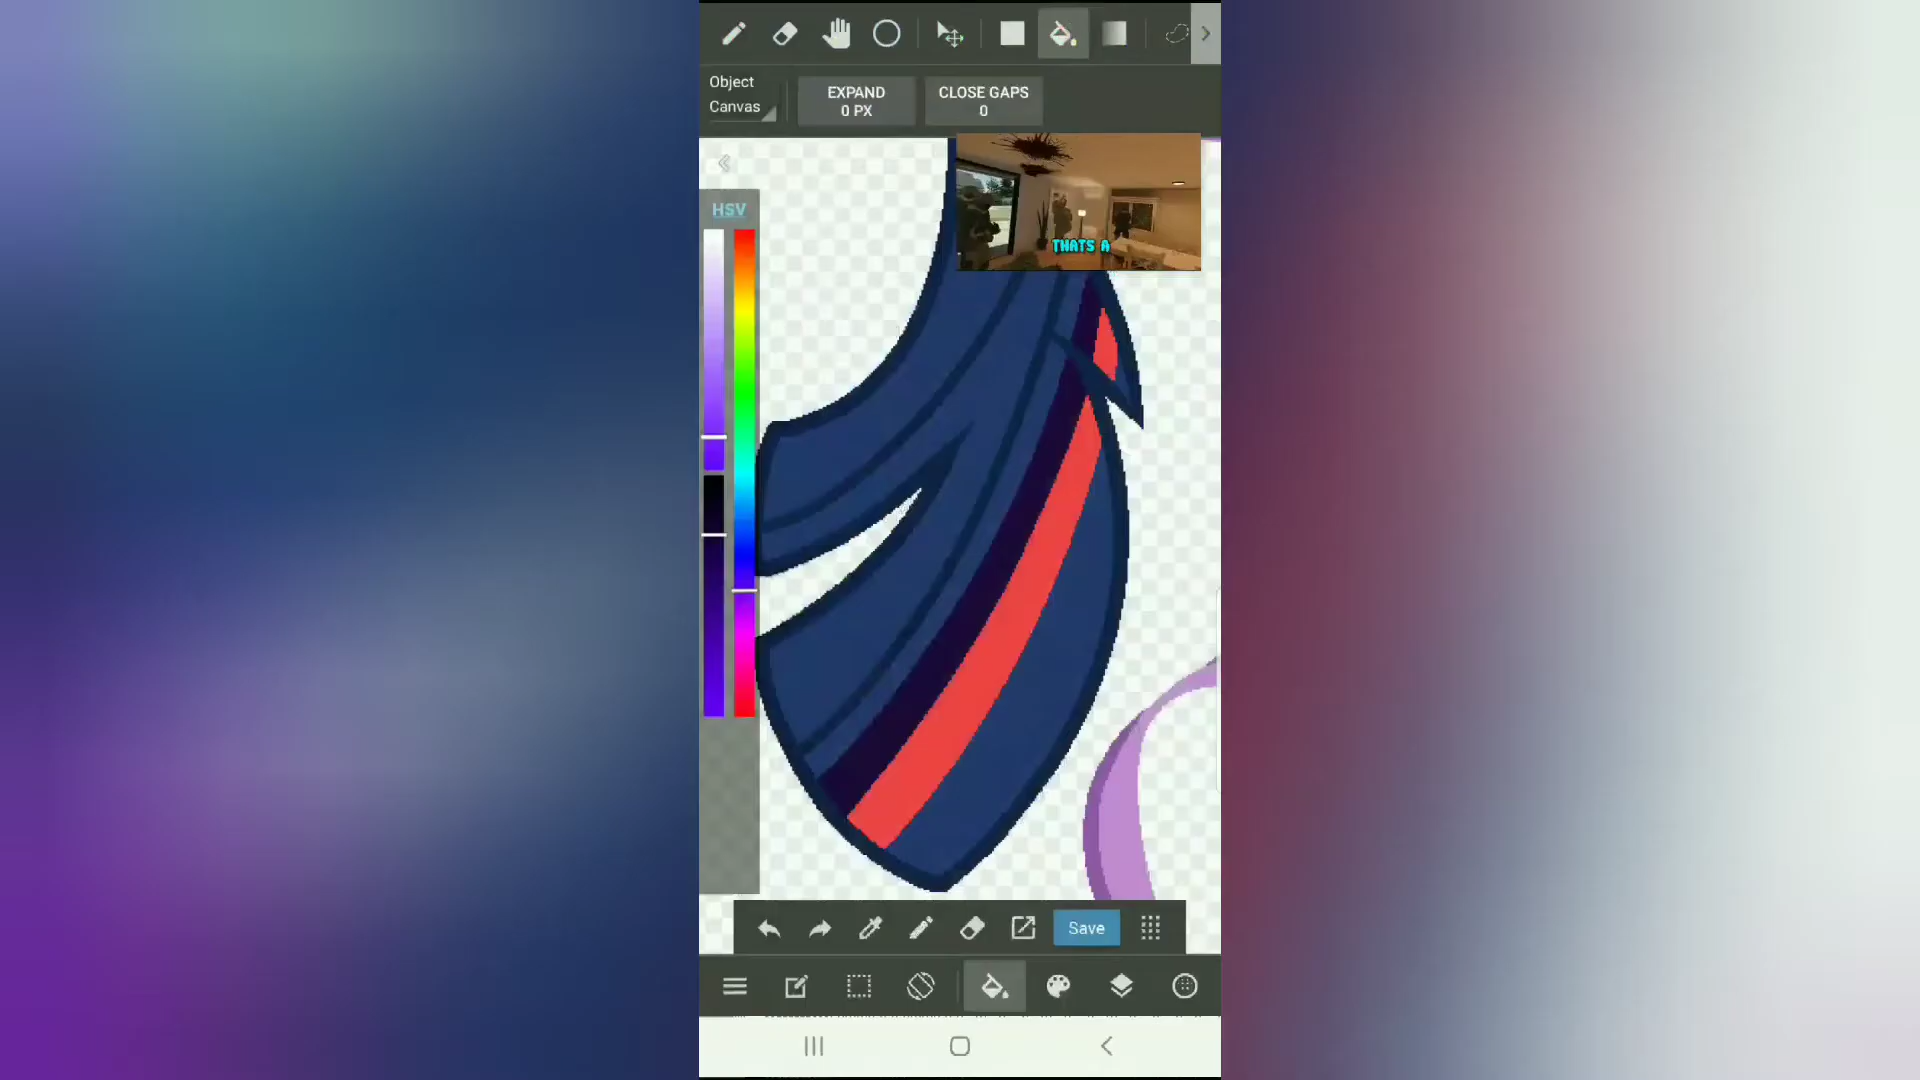 Object
Canvas
EXPAND
0 PX
CLOSE GAPS
0
HSV
THATS A
Save